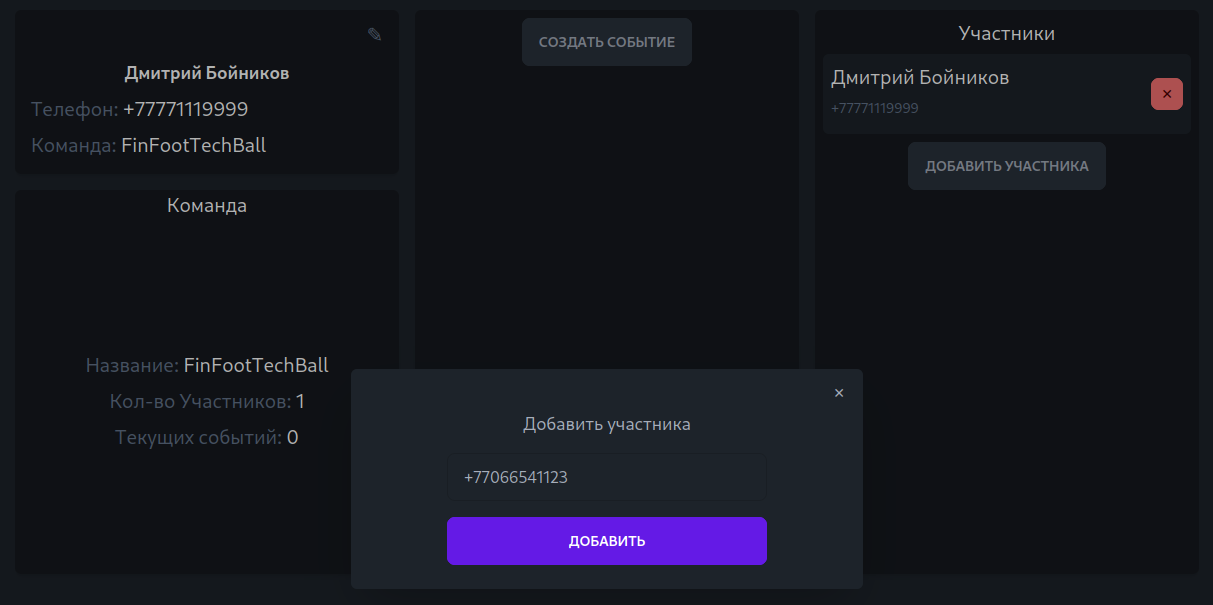 ✎
Дмитрий Бойников
Телефон: +77771119999
Команда: FinFootTechBall
Команда
Название: FinFootTechBall
Кол-во Участников: 1
Текущих событий: 0
СОЗДАТЬ СОБЫТИЕ
Участники
Дмитрий Бойников
+77771119999
✕
ДОБАВИТЬ УЧАСТНИКА
✕
Добавить участника
+77066541123
ДОБАВИТЬ